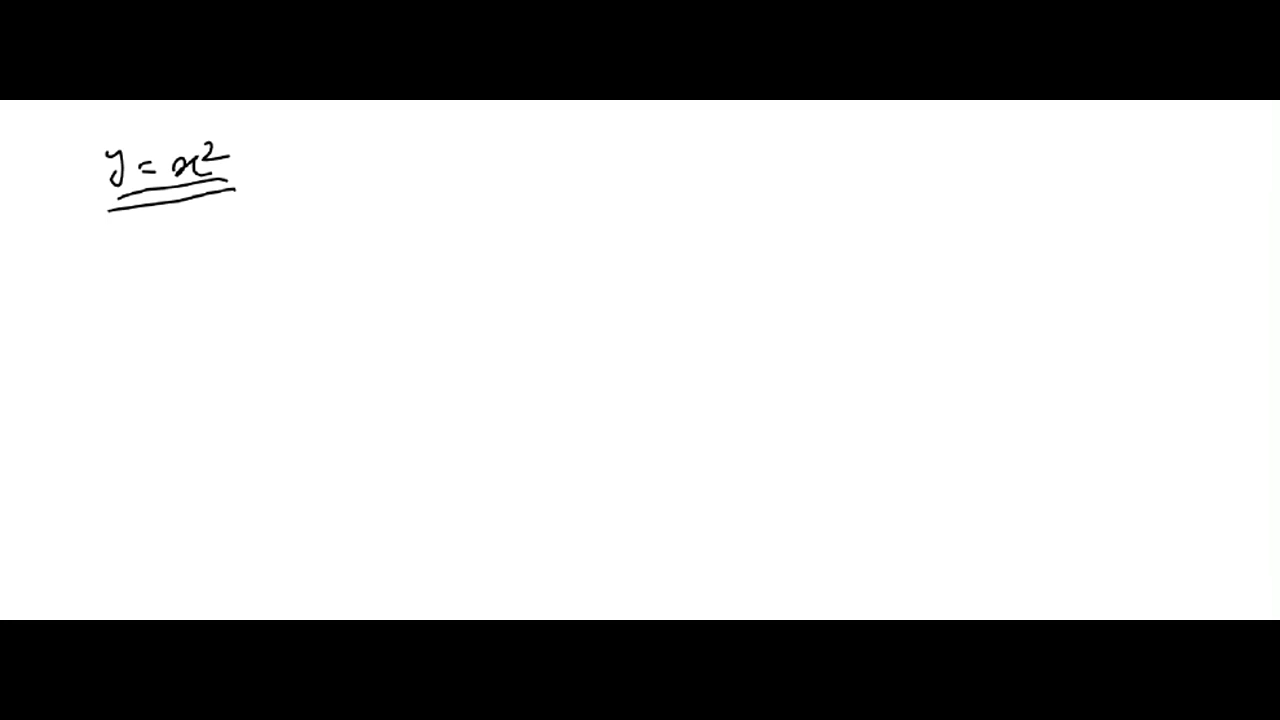 y = x²